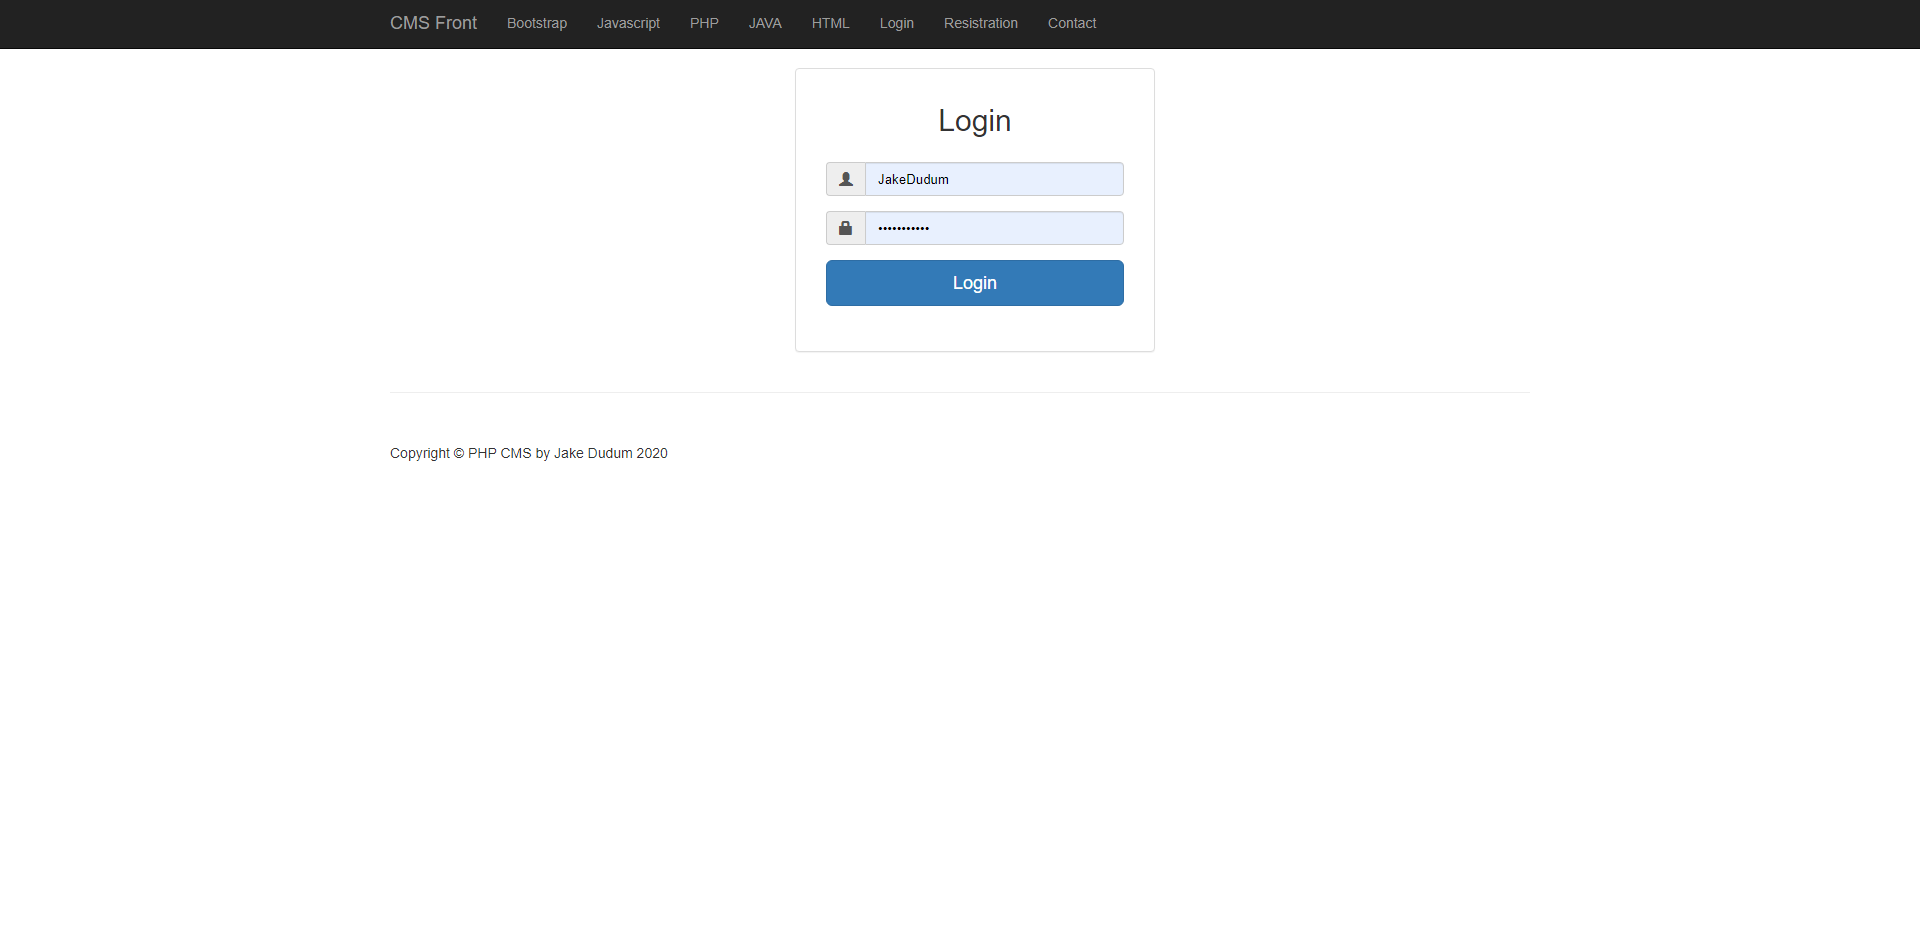 CMS Front Bootstrap Javascript PHP JAVA HTML Login Resistration Contact
Login
JakeDudum
•••••••••••
Login
Copyright © PHP CMS by Jake Dudum 2020